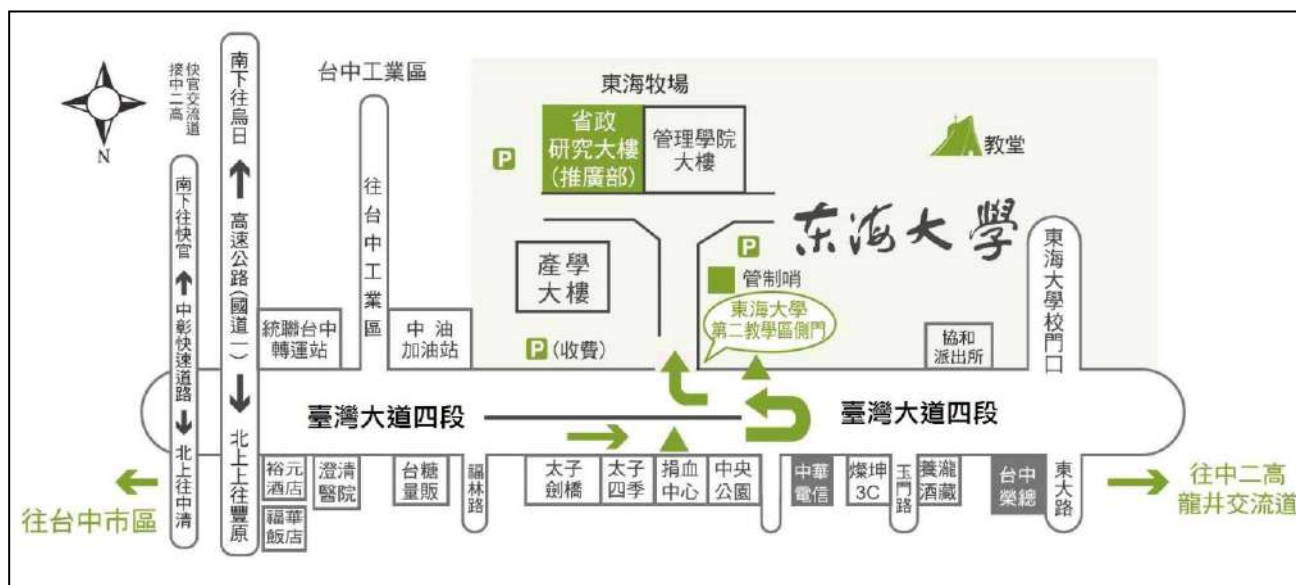 N
快官交流道
接中二高
南下往快官
中彰快速道路
北上往中清
南下往烏日
高速公路(國道一)
北上上往豐原
台中工業區
往台中工業區
統聯台中
轉運站
中油
加油站
東海牧場
省政
研究大樓
(推廣部)
管理學院
大樓
P
產學
大樓
P(收費)
P
管制哨
東海大學
第二教學區側門
教堂
东海大學
協和
派出所
東海大學校門口
臺灣大道四段
臺灣大道四段
裕元
酒店
福華
飯店
澄清
醫院
台糖
量販
福林路
太子
劍橋
太子
四季
捐血
中心
中央
公園
中華
電信
燦坤
3C
玉門路
養瀧
酒藏
台中
榮總
東大路
往台中市區
往中二高
龍井交流道